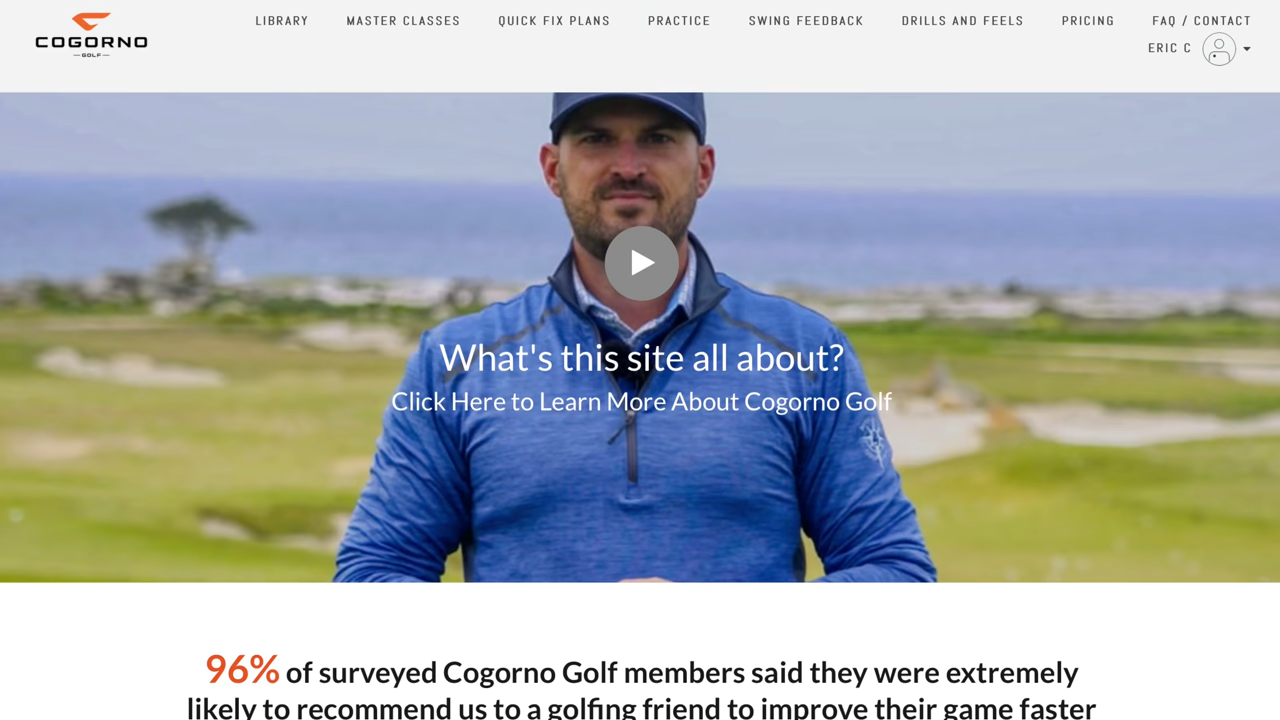 COGORNO
GOLF
LIBRARY
MASTER CLASSES
QUICK FIX PLANS
PRACTICE
SWING FEEDBACK
DRILLS AND FEELS
PRICING
FAQ / CONTACT
ERIC C
What's this site all about?
Click Here to Learn More About Cogorno Golf
96% of surveyed Cogorno Golf members said they were extremely
likely to recommend us to a golfing friend to improve their game faster